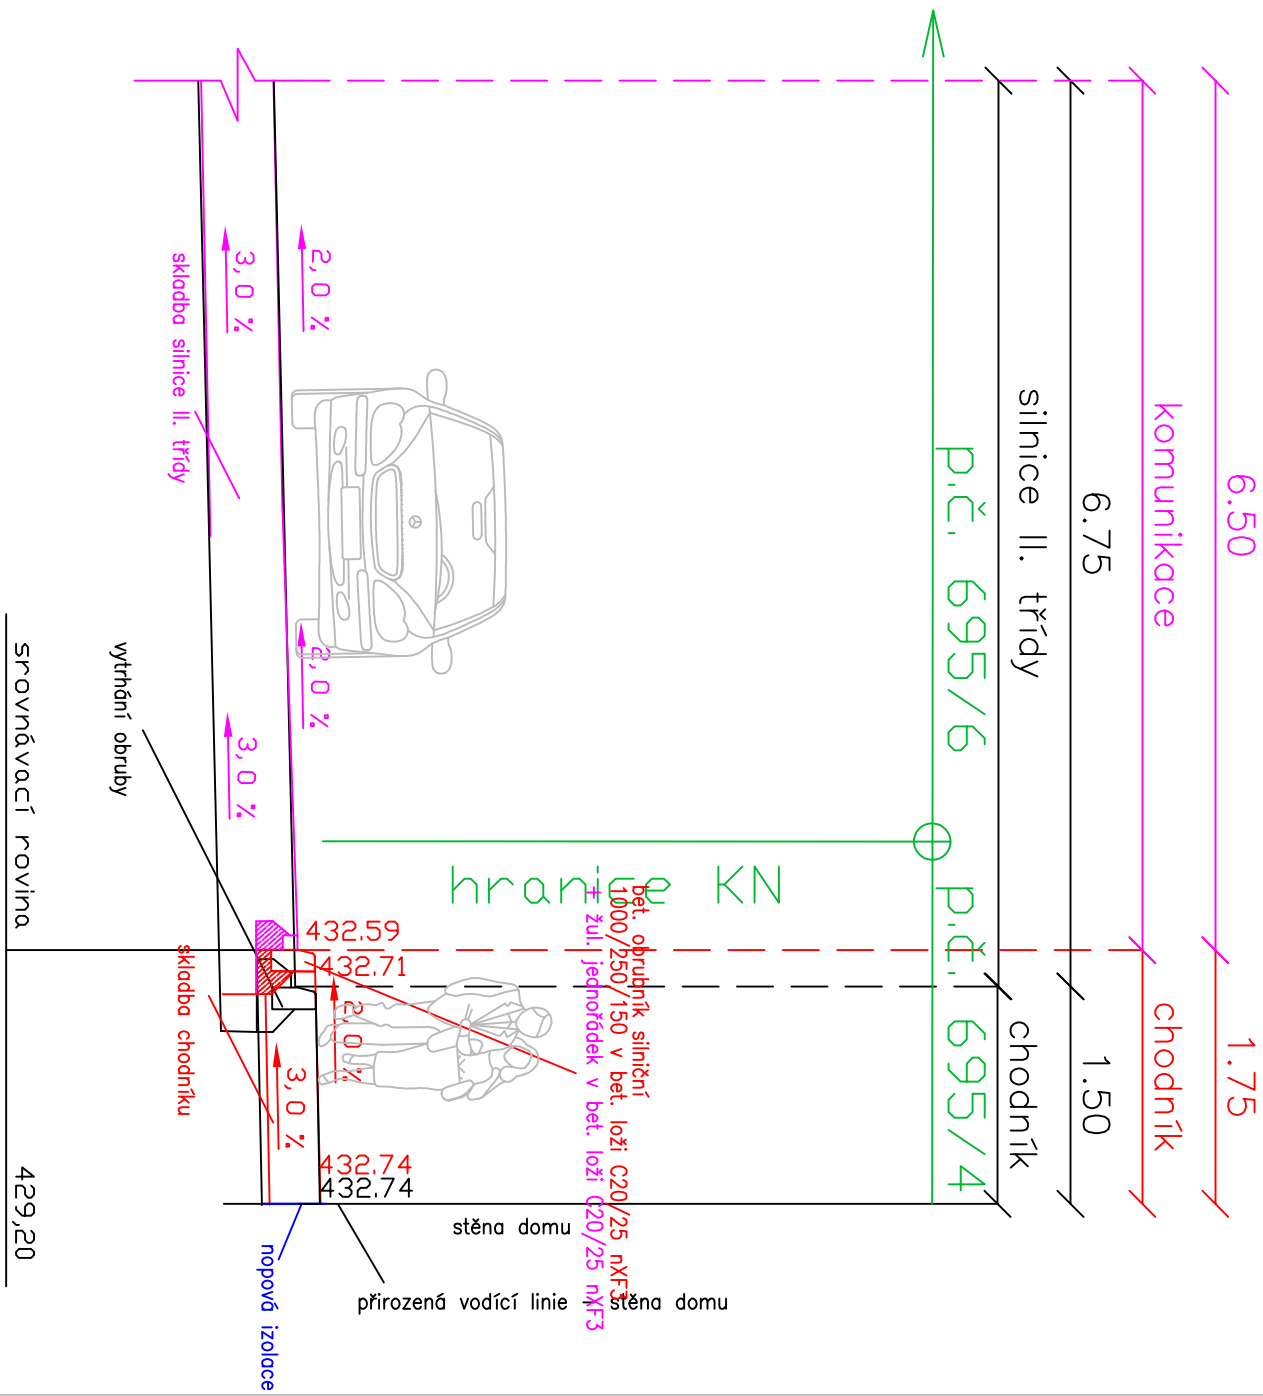 6.50
1.75
komunikace
chodník
6.75
1.50
silnice II. třídy
chodník
p.č. 695/6
p.č. 695/4
hranice KN
bet. obrubník silniční
1000/250/150 v bet. loži C20/25 nXF3
+ žul. jednořádek v bet. loži C20/25 nXF3
432.59
432.71
2,0 %
2,0 %
2,0 %
3,0 %
3,0 %
3,0 %
432.74
432.74
stěna domu
přirozená vodící linie - stěna domu
skladba silnice II. třídy
skladba chodníku
nopová izolace
vytrhání obruby
srovnávací rovina
429,20